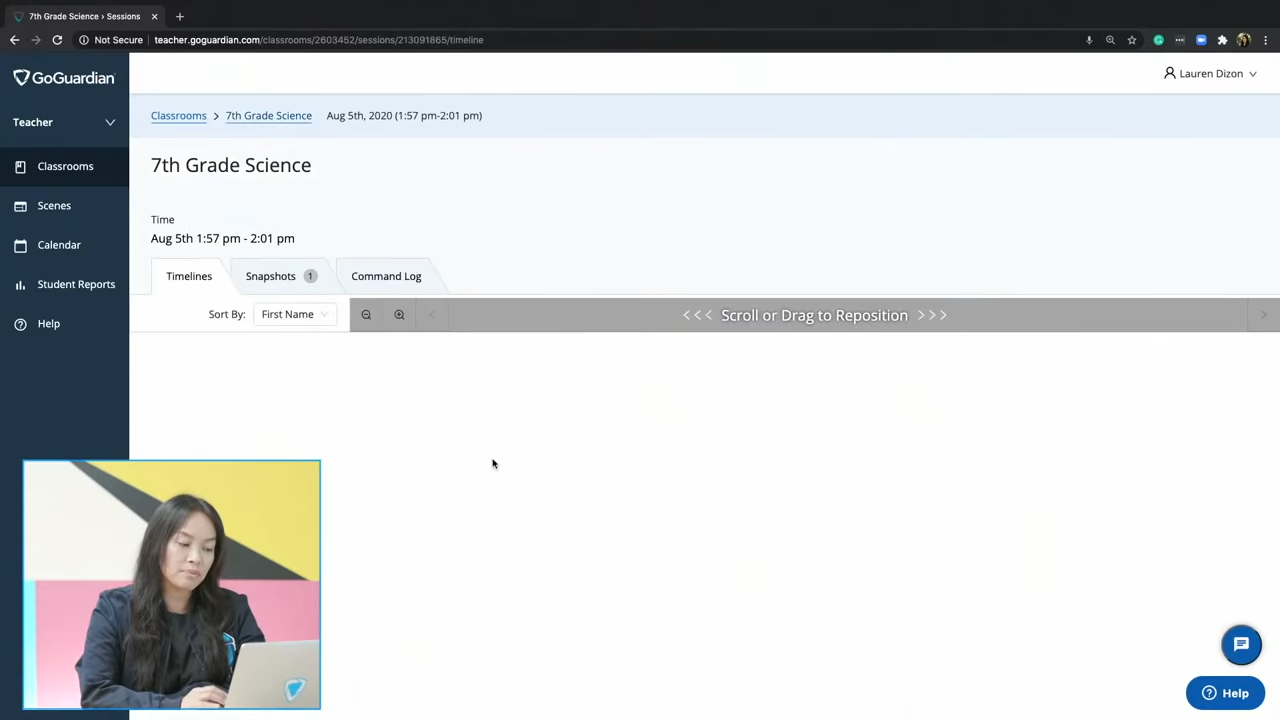 7th Grade Science › Sessions
Not Secure
teacher.goguardian.com/classrooms/2603452/sessions/213091865/timeline
GoGuardian
Lauren Dizon
Teacher
Classrooms
Scenes
Calendar
Student Reports
Help
Classrooms > 7th Grade Science Aug 5th, 2020 (1:57 pm-2:01 pm)
7th Grade Science
Time
Aug 5th 1:57 pm - 2:01 pm
Timelines
Snapshots 1
Command Log
Sort By: First Name
<<< Scroll or Drag to Reposition >>>
Help